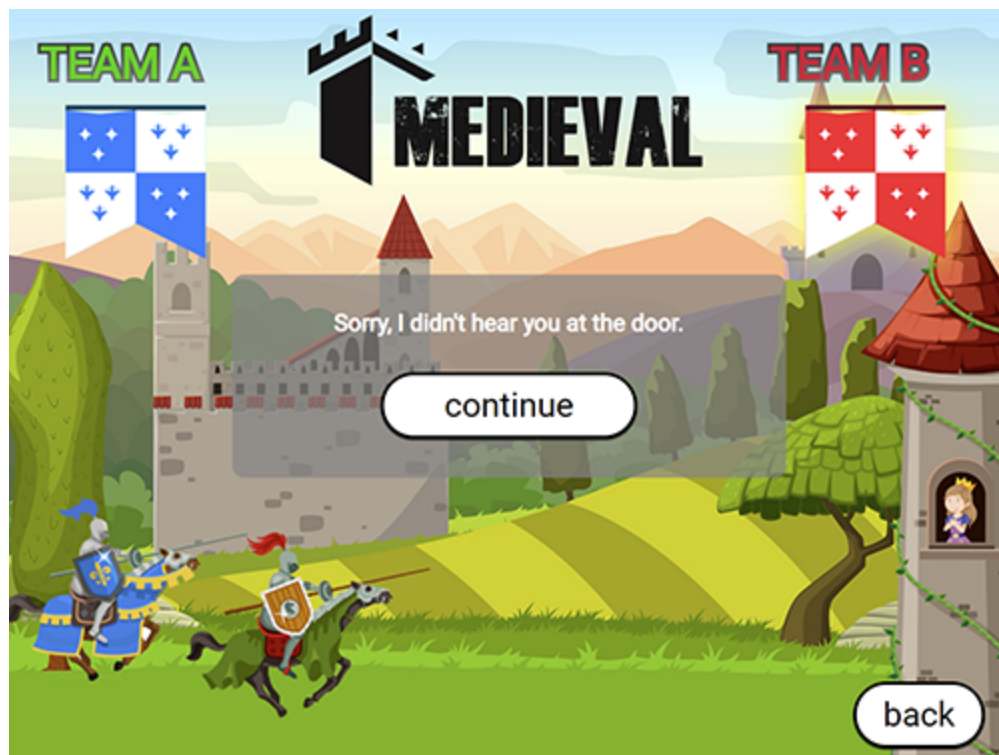 TEAM A
MEDIEVAL
TEAM B
Sorry, I didn't hear you at the door.
continue
back